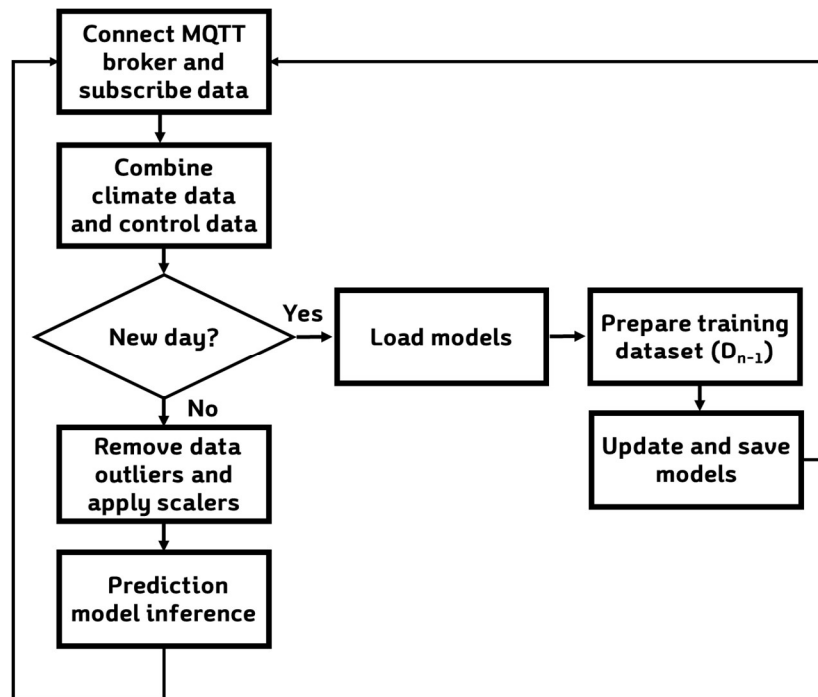 Connect MQTT
broker and
subscribe data
Combine
climate data
and control data
New day?
Yes
Load models
Prepare training
dataset (Dₙ₋₁)
Update and save
models
No
Remove data
outliers and
apply scalers
Prediction
model inference